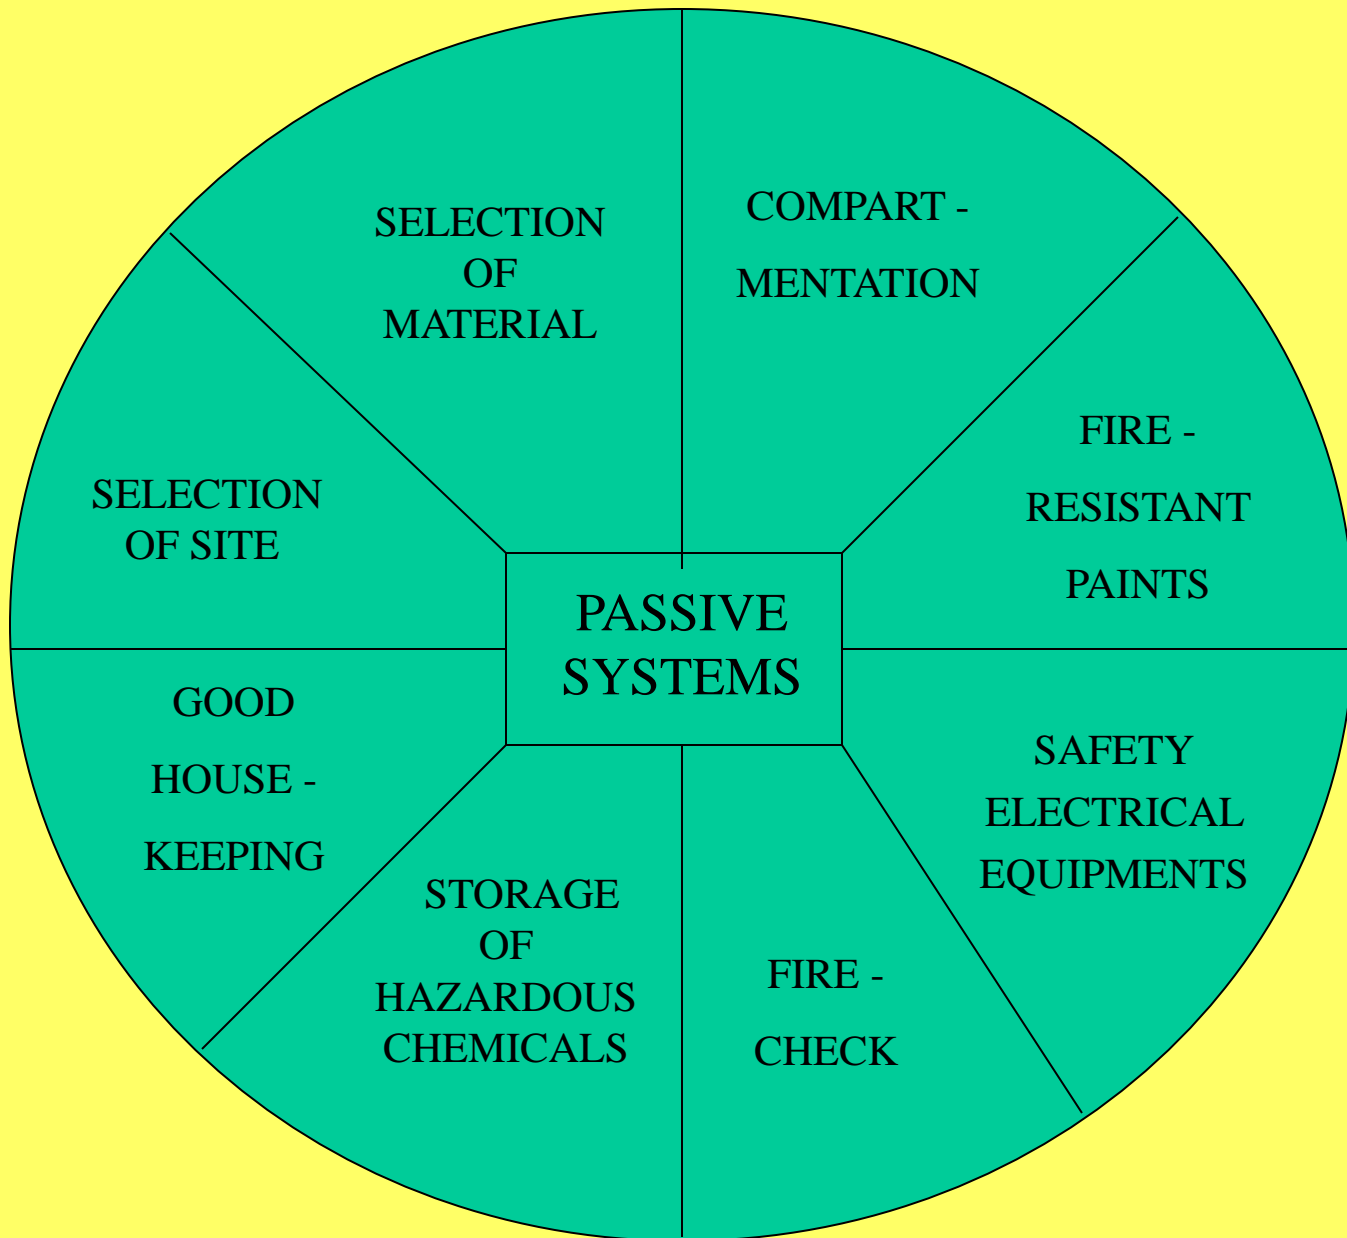 SELECTION
OF
MATERIAL
COMPART -
MENTATION
FIRE -
RESISTANT
PAINTS
SELECTION
OF SITE
PASSIVE
SYSTEMS
GOOD
HOUSE -
KEEPING
SAFETY
ELECTRICAL
EQUIPMENTS
STORAGE
OF
HAZARDOUS
CHEMICALS
FIRE -
CHECK